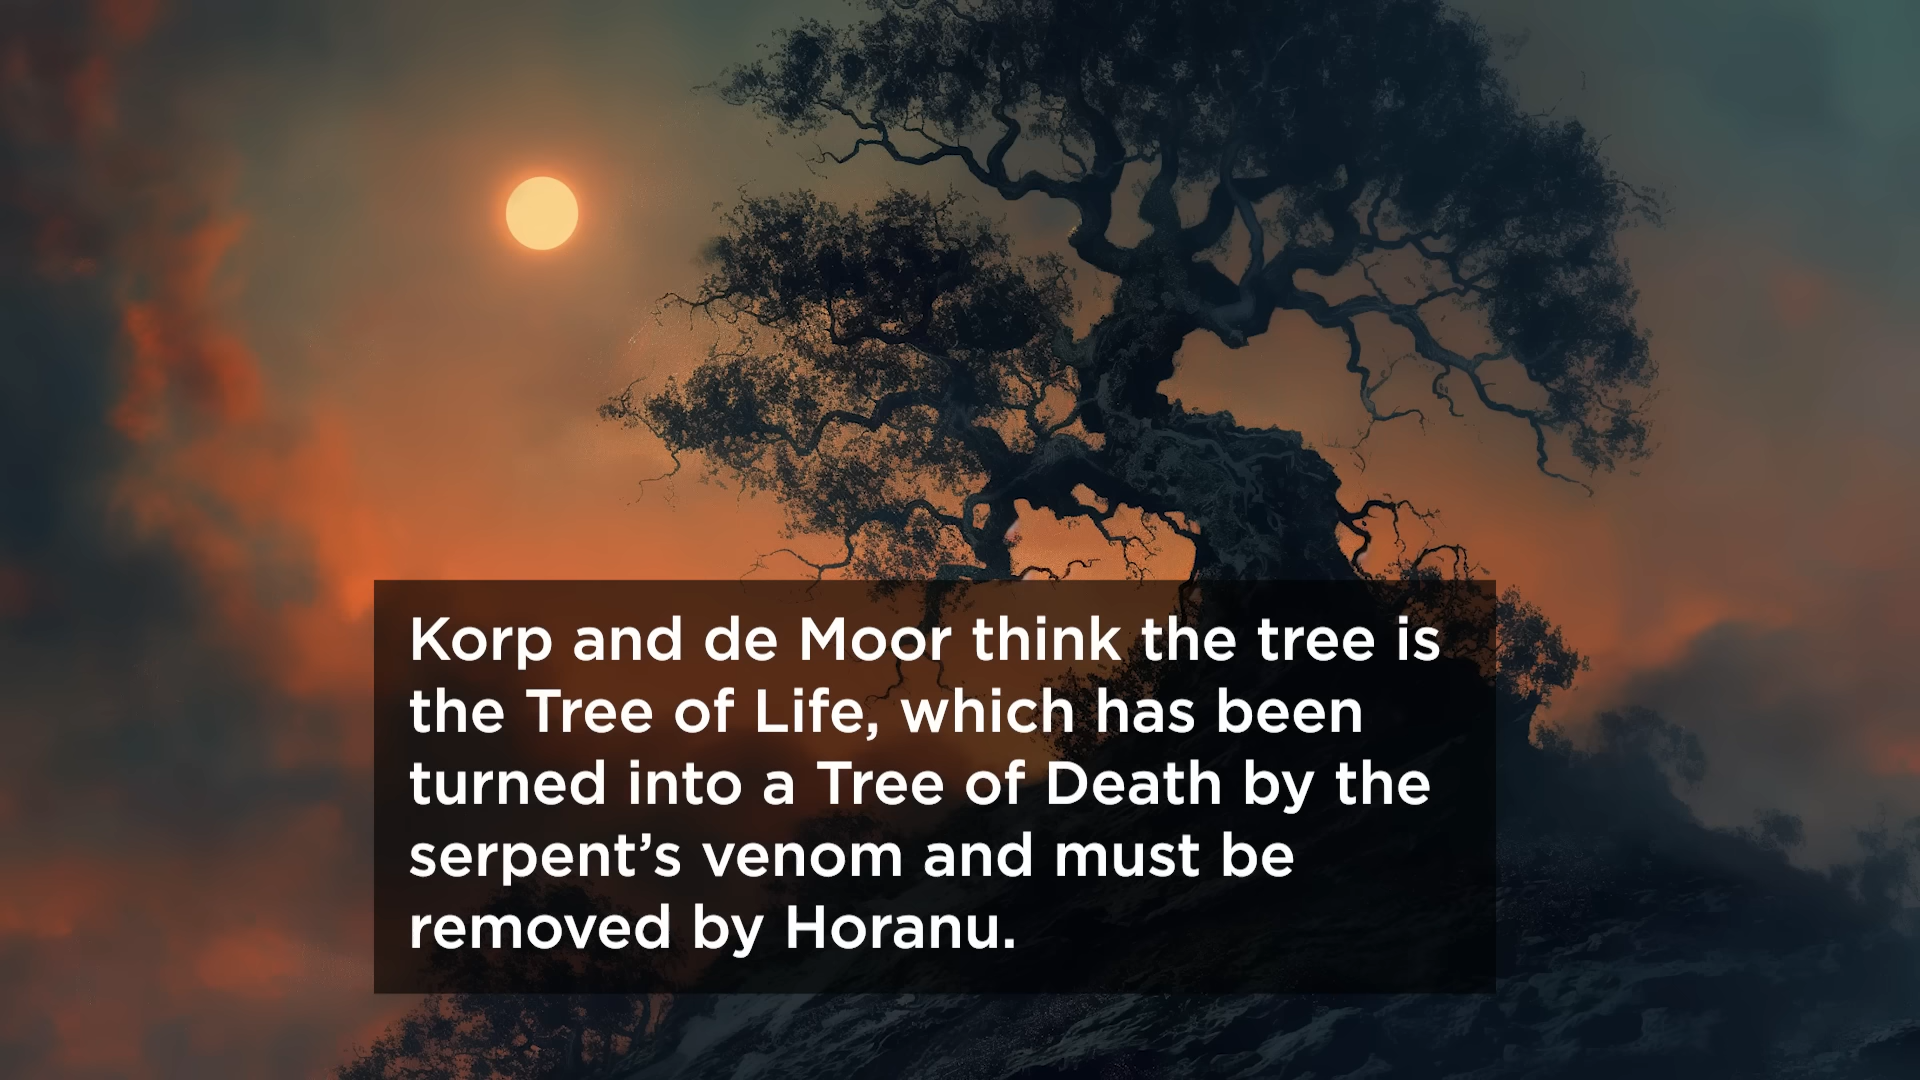 Korp and de Moor think the tree is
the Tree of Life, which has been
turned into a Tree of Death by the
serpent’s venom and must be
removed by Horanu.